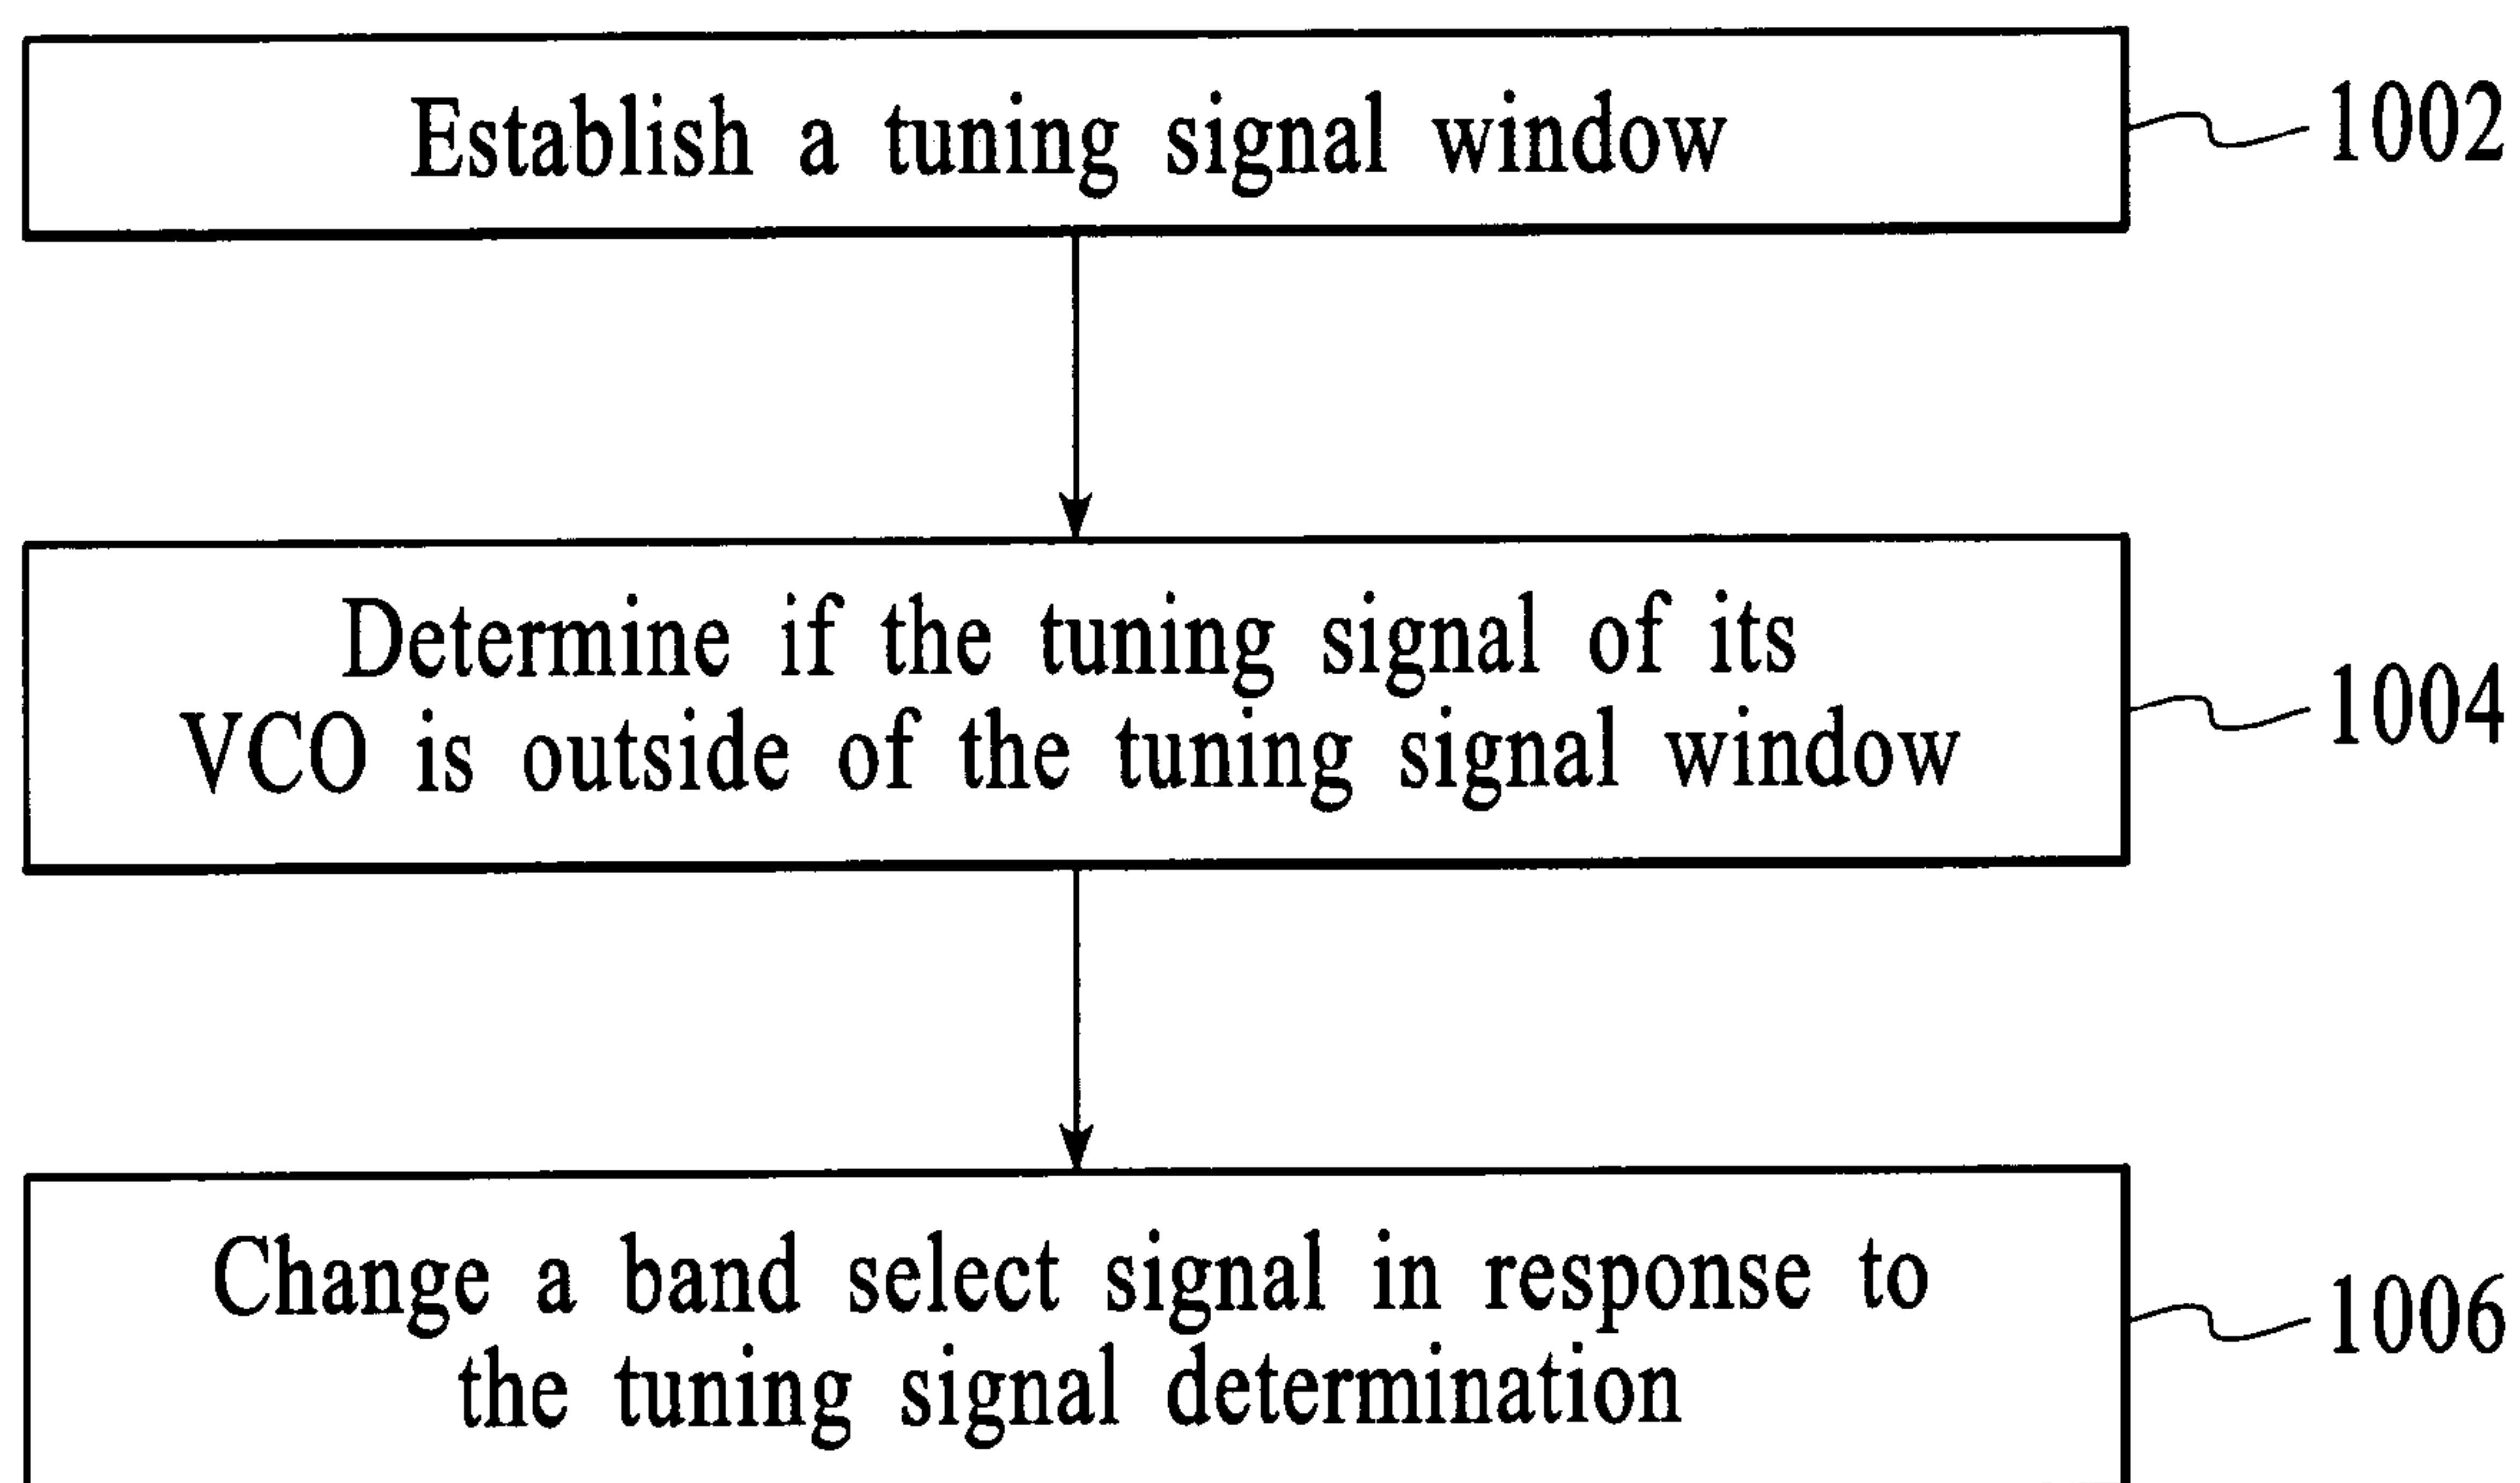 Establish a tuning signal window
1002
Determine if the tuning signal of its
VCO is outside of the tuning signal window
1004
Change a band select signal in response to
the tuning signal determination
1006